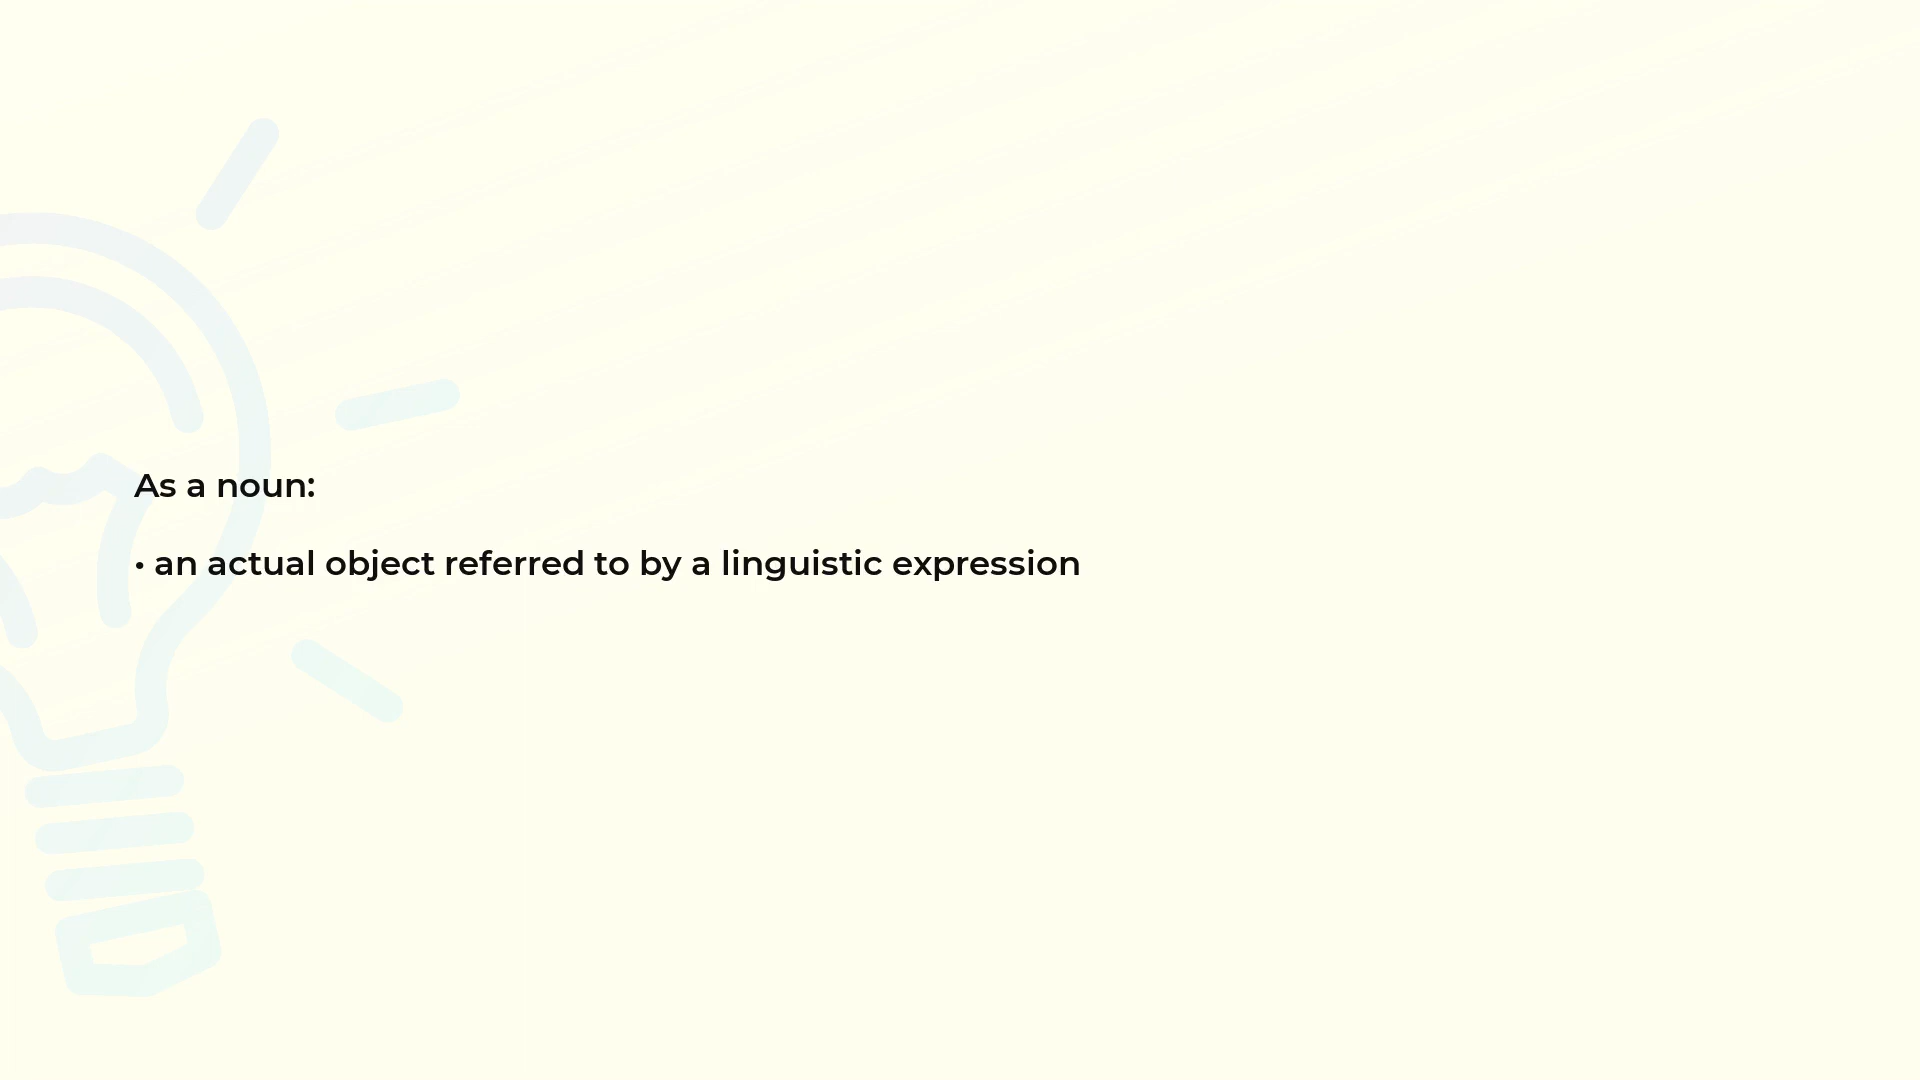 As a noun:
• an actual object referred to by a linguistic expression